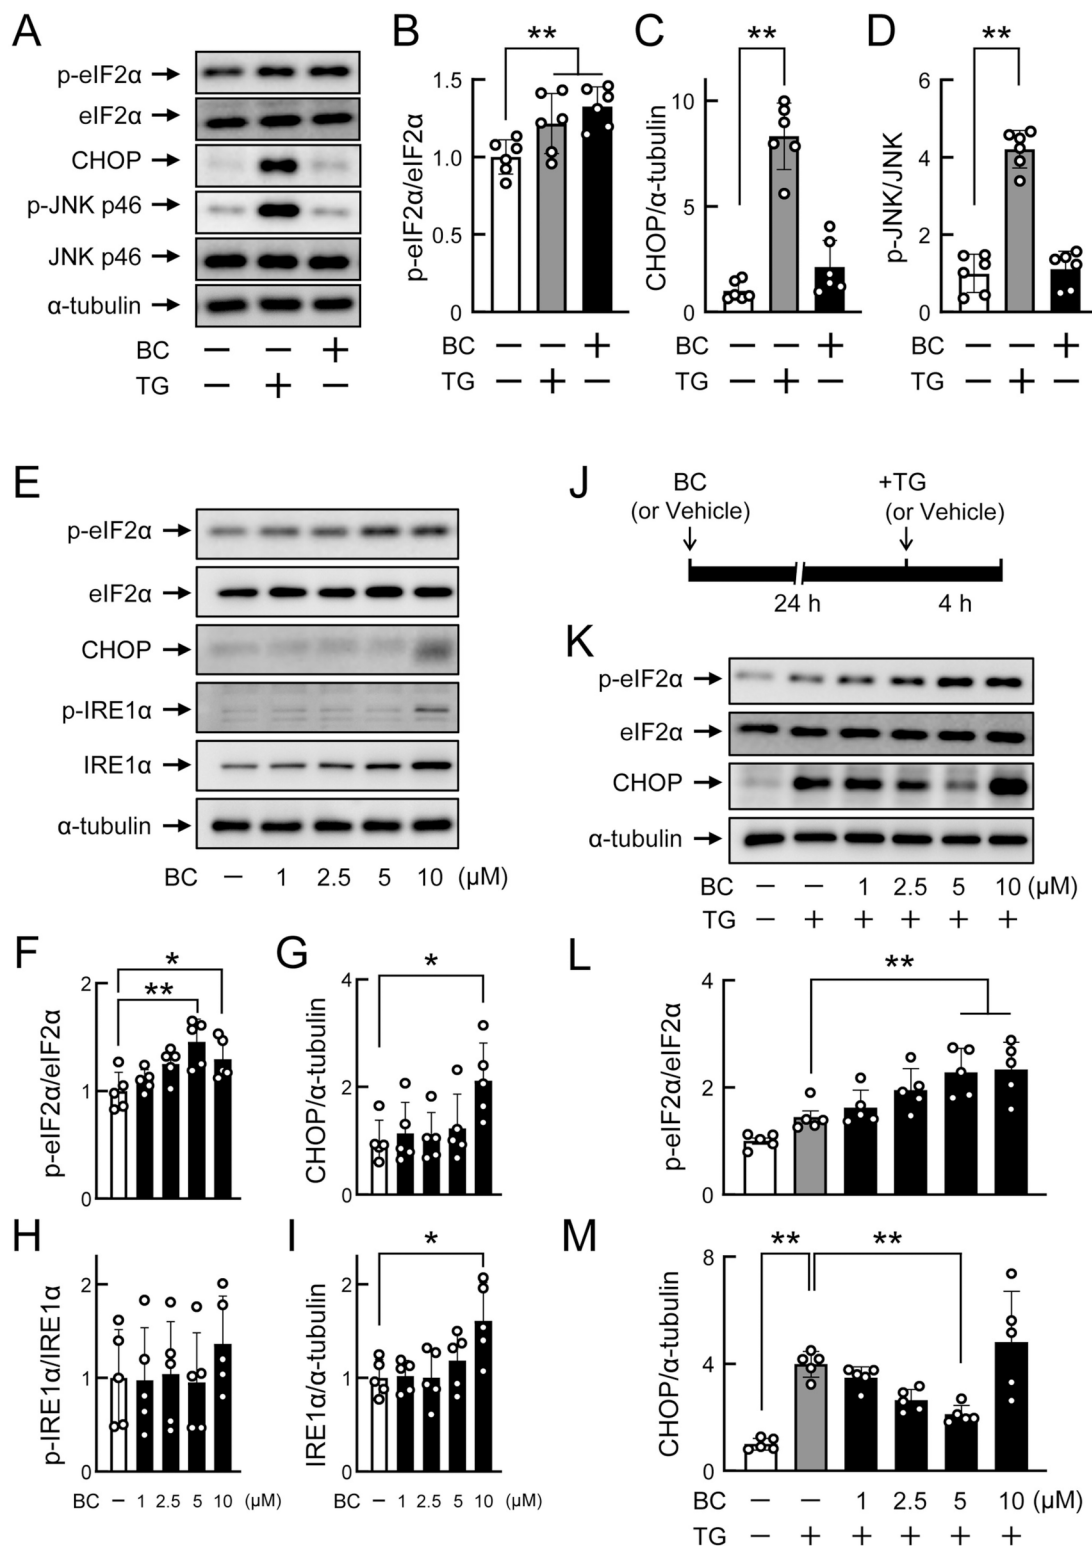 A
p-eIF2α
eIF2α
CHOP
p-JNK p46
JNK p46
α-tubulin
BC − − +
TG − + −
B
**
p-eIF2α/eIF2α
1.5
1.0
0.5
0
BC − − +
TG − + −
C
**
CHOP/α-tubulin
10
5
0
BC − − +
TG − + −
D
**
p-JNK/JNK
6
4
2
0
BC − − +
TG − + −
E
p-eIF2α
eIF2α
CHOP
p-IRE1α
IRE1α
α-tubulin
BC − 1 2.5 5 10 (μM)
J
BC
(or Vehicle)
+TG
(or Vehicle)
24 h
4 h
K
p-eIF2α
eIF2α
CHOP
α-tubulin
BC − − 1 2.5 5 10 (μM)
TG − + + + + +
F
*
**
p-eIF2α/eIF2α
2
1
0
G
*
CHOP/α-tubulin
4
2
0
L
**
p-eIF2α/eIF2α
4
2
0
H
p-IRE1α/IRE1α
2
1
0
BC − 1 2.5 5 10 (μM)
I
*
IRE1α/α-tubulin
2
1
0
BC − 1 2.5 5 10 (μM)
M
** **
CHOP/α-tubulin
8
4
0
BC − − 1 2.5 5 10 (μM)
TG − + + + + +